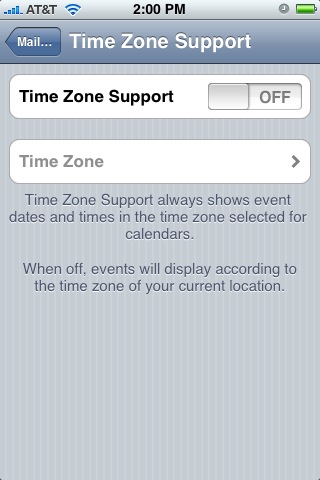 AT&T 2:00 PM
Mail... Time Zone Support
Time Zone Support OFF
Time Zone
Time Zone Support always shows event
dates and times in the time zone selected for
calendars.
When off, events will display according to
the time zone of your current location.